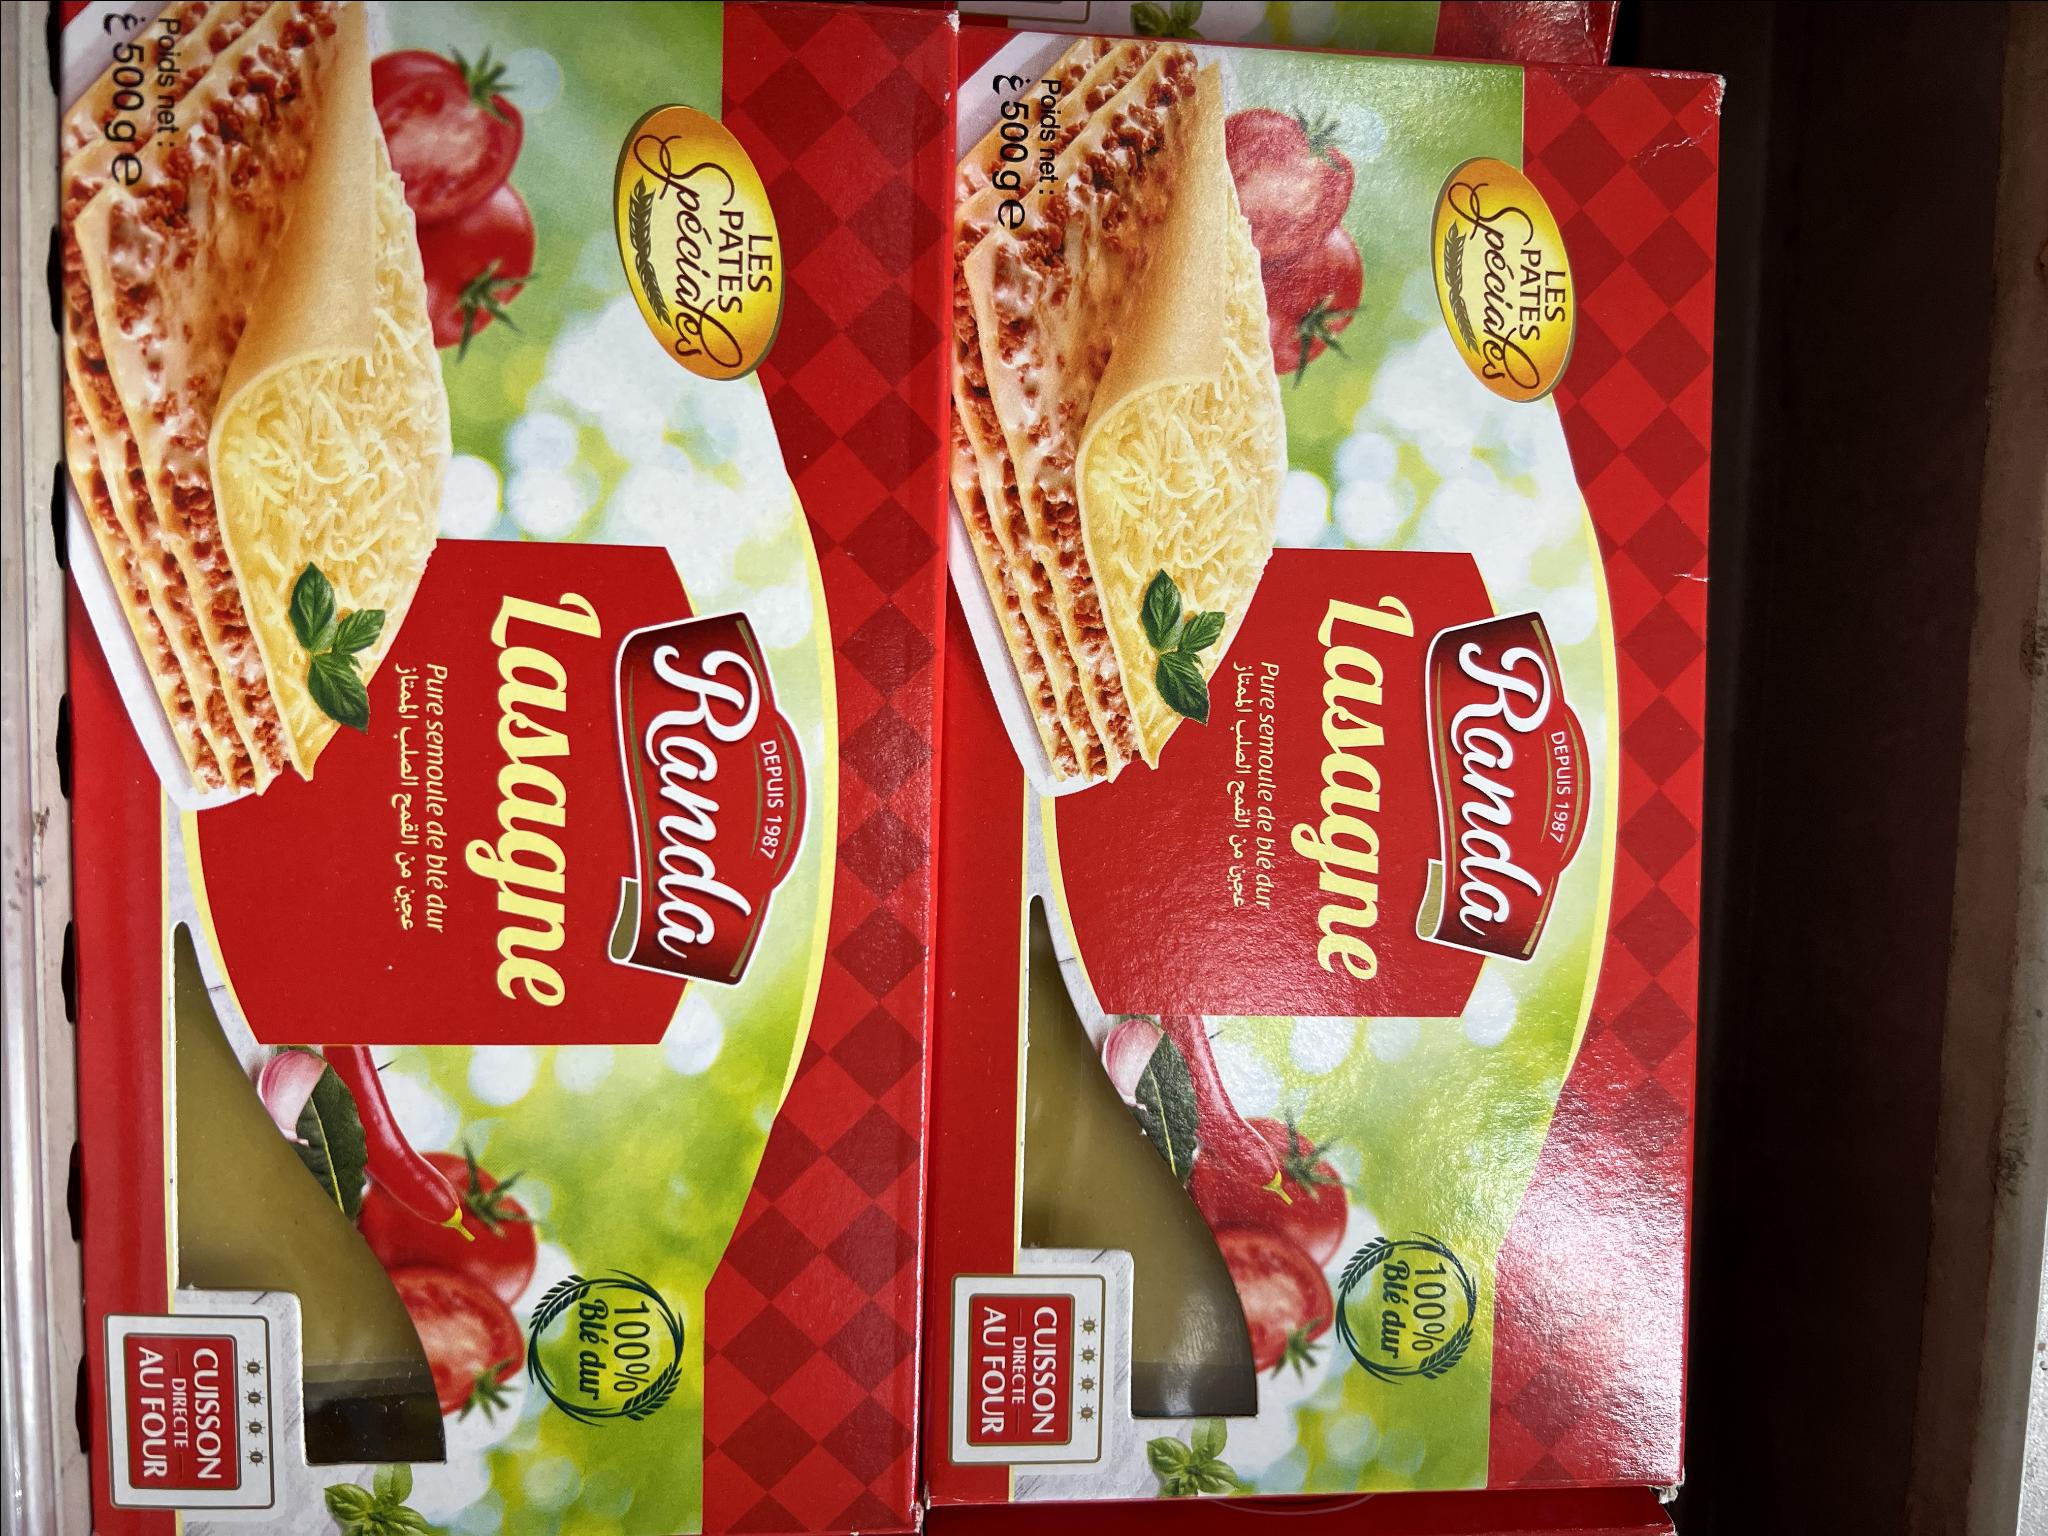 LES
PATES
Spéciales
DEPUIS 1987
Randa
Lasagne
Pure semoule de blé dur
عجين من القمح الصلب الممتاز
Poids net :
500 g e غ
100%
Blé dur
CUISSON
DIRECTE
AU FOUR
LES
PATES
Spéciales
DEPUIS 1987
Randa
Lasagne
Pure semoule de blé dur
عجين من القمح الصلب الممتاز
Poids net :
500 g e غ
100%
Blé dur
CUISSON
DIRECTE
AU FOUR